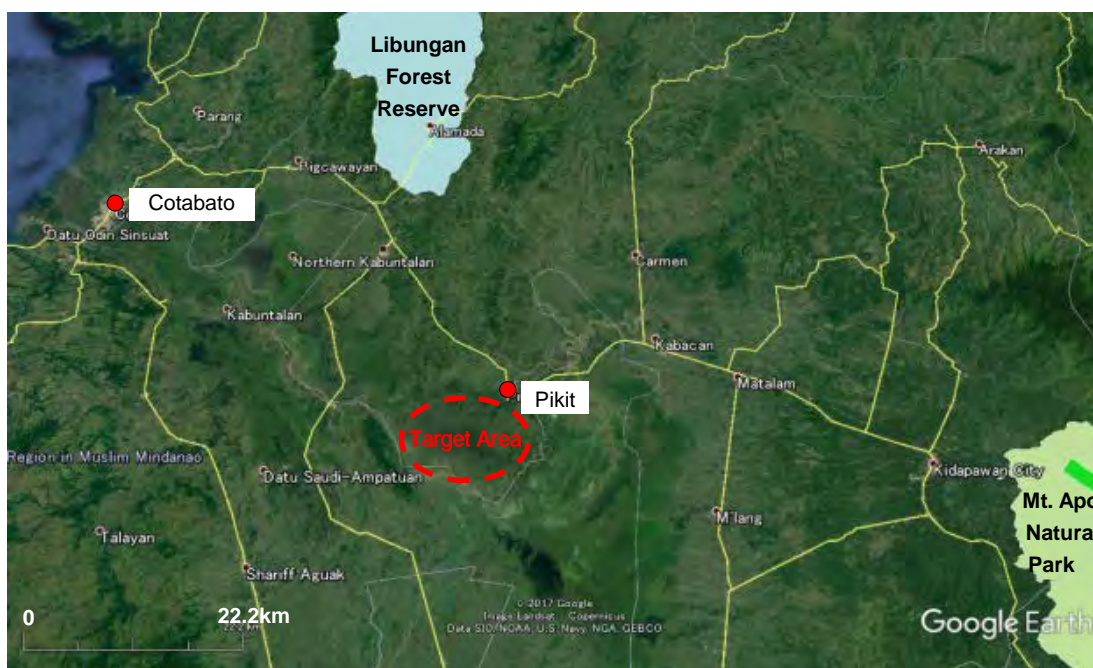 Libungan
Forest
Reserve
Parang
Alamada
Pigcawayan
Arakan
Cotabato
Datu Odin Sinsuat
Northern Kabuntalan
Carmen
Kabuntalan
Kabacan
Matalam
Pikit
Target Area
Region in Muslim Mindanao
Datu Saudi-Ampatuan
Kidapawan City
Mt. Apo
Natura
Park
M'lang
Talayan
Shariff Aguak
0
22.2km
© 2017 Google
Image Landsat / Copernicus
Data SIO, NOAA, U.S. Navy, NGA, GEBCO
Google Earth